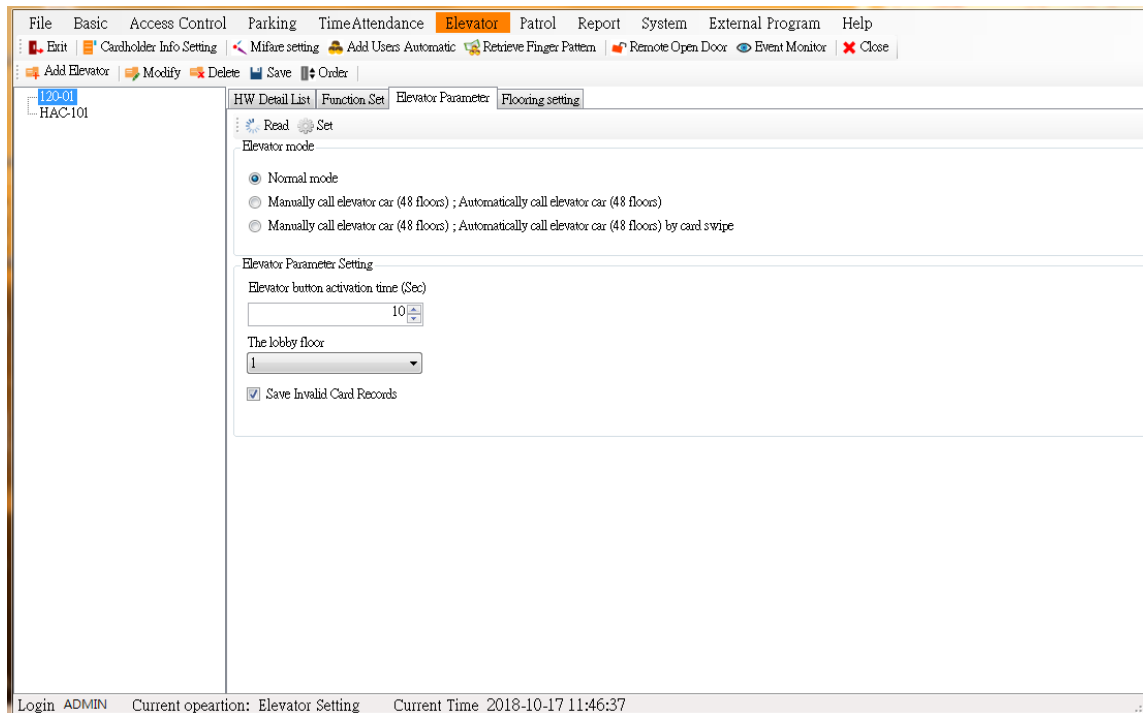 File Basic Access Control Parking TimeAttendance Elevator Patrol Report System External Program Help
Exit Cardholder Info Setting Mifare setting Add Users Automatic Retrieve Finger Pattern Remote Open Door Event Monitor Close
Add Elevator Modify Delete Save Order
120-01
HAC-101
HW Detail List Function Set Elevator Parameter Flooring setting
Read Set
Elevator mode
Normal mode
Manually call elevator car (48 floors) ; Automatically call elevator car (48 floors)
Manually call elevator car (48 floors) ; Automatically call elevator car (48 floors) by card swipe
Elevator Parameter Setting
Elevator button activation time (Sec)
10
The lobby floor
1
Save Invalid Card Records
Login ADMIN Current opeartion: Elevator Setting Current Time 2018-10-17 11:46:37